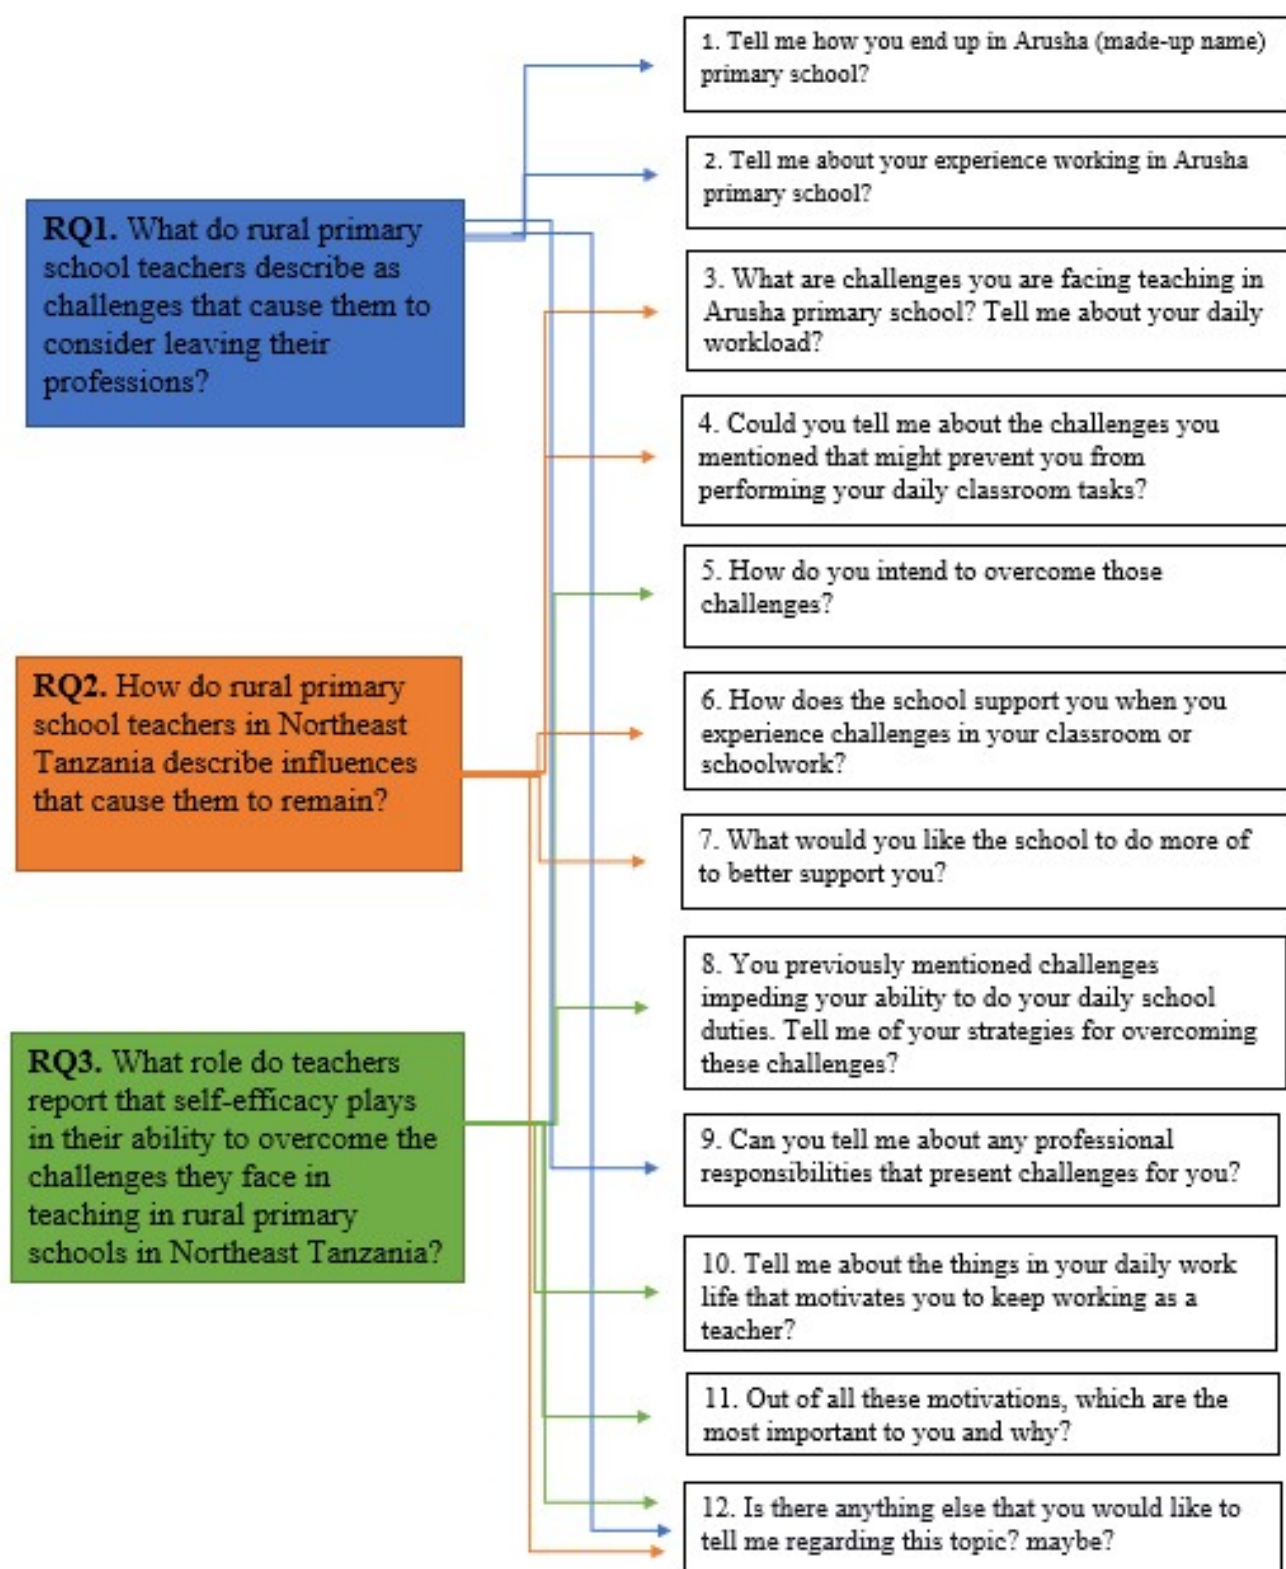 RQ1. What do rural primary
school teachers describe as
challenges that cause them to
consider leaving their
professions?
RQ2. How do rural primary
school teachers in Northeast
Tanzania describe influences
that cause them to remain?
RQ3. What role do teachers
report that self-efficacy plays
in their ability to overcome the
challenges they face in
teaching in rural primary
schools in Northeast Tanzania?
1. Tell me how you end up in Arusha (made-up name)
primary school?
2. Tell me about your experience working in Arusha
primary school?
3. What are challenges you are facing teaching in
Arusha primary school? Tell me about your daily
workload?
4. Could you tell me about the challenges you
mentioned that might prevent you from
performing your daily classroom tasks?
5. How do you intend to overcome those
challenges?
6. How does the school support you when you
experience challenges in your classroom or
schoolwork?
7. What would you like the school to do more of
to better support you?
8. You previously mentioned challenges
impeding your ability to do your daily school
duties. Tell me of your strategies for overcoming
these challenges?
9. Can you tell me about any professional
responsibilities that present challenges for you?
10. Tell me about the things in your daily work
life that motivates you to keep working as a
teacher?
11. Out of all these motivations, which are the
most important to you and why?
12. Is there anything else that you would like to
tell me regarding this topic? maybe?